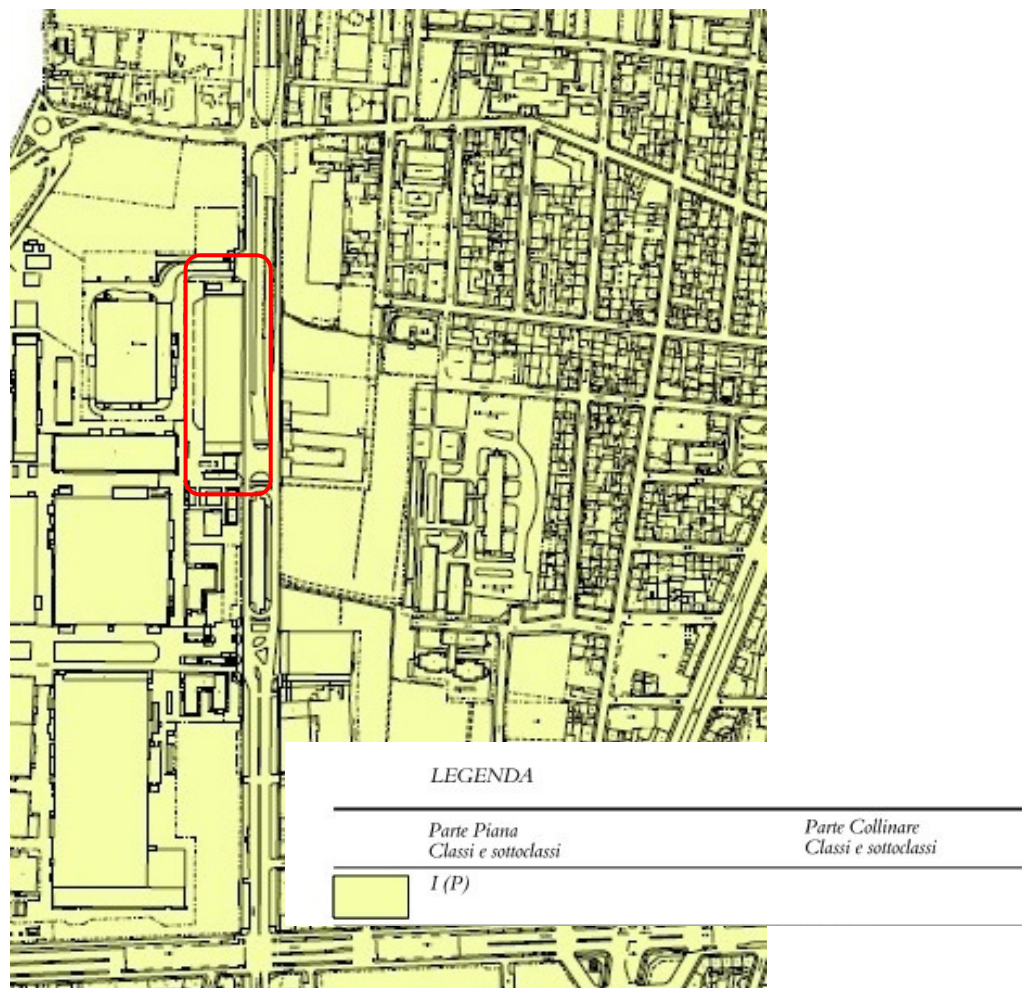 LEGENDA
Parte Piana
Classi e sottoclassi
Parte Collinare
Classi e sottoclassi
I (P)